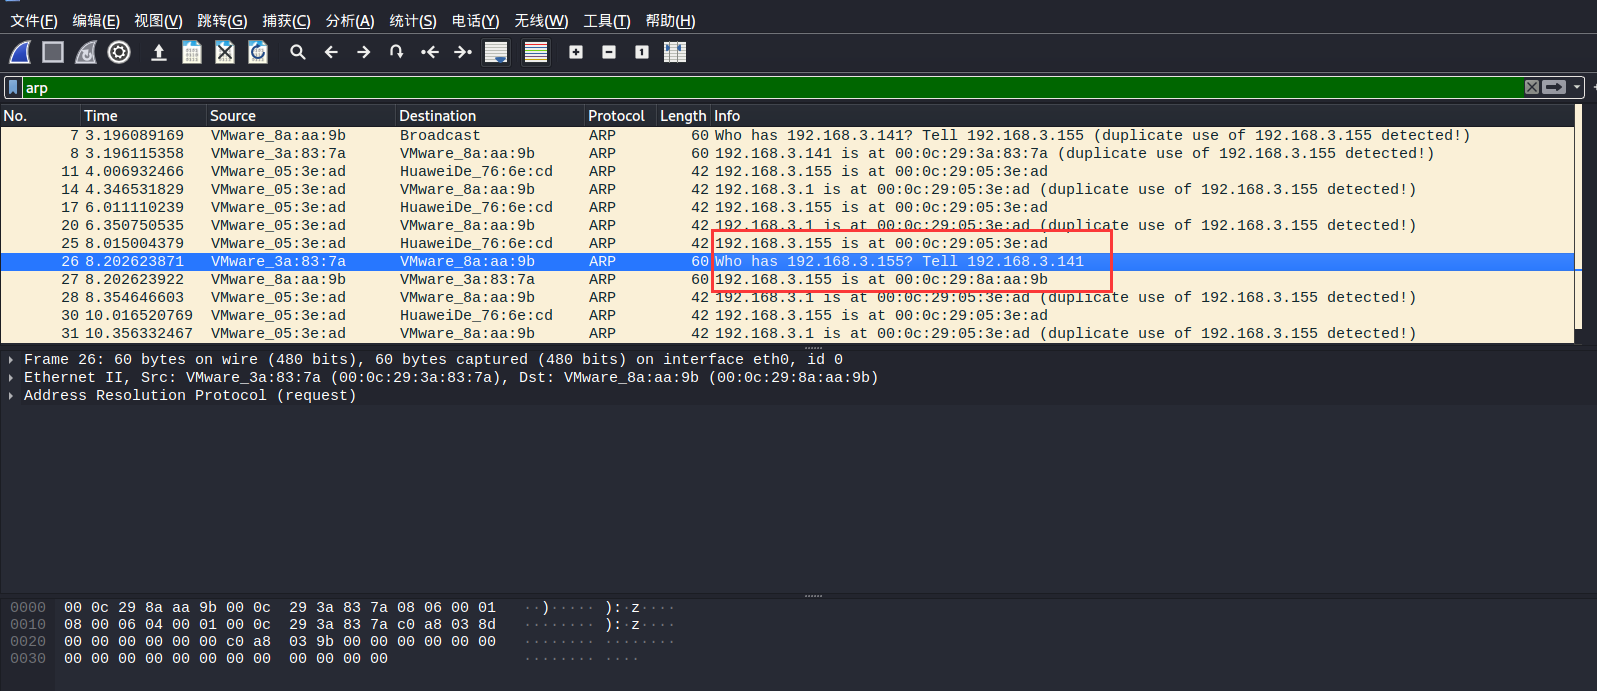 文件(F) 编辑(E) 视图(V) 跳转(G) 捕获(C) 分析(A) 统计(S) 电话(Y) 无线(W) 工具(T) 帮助(H)
arp
No. Time Source Destination Protocol Length Info
7 3.196089169 VMware_8a:aa:9b Broadcast ARP 60 Who has 192.168.3.141? Tell 192.168.3.155 (duplicate use of 192.168.3.155 detected!)
8 3.196115358 VMware_3a:83:7a VMware_8a:aa:9b ARP 60 192.168.3.141 is at 00:0c:29:3a:83:7a (duplicate use of 192.168.3.155 detected!)
11 4.006932466 VMware_05:3e:ad HuaweiDe_76:6e:cd ARP 42 192.168.3.155 is at 00:0c:29:05:3e:ad
14 4.346531829 VMware_05:3e:ad VMware_8a:aa:9b ARP 42 192.168.3.1 is at 00:0c:29:05:3e:ad (duplicate use of 192.168.3.155 detected!)
17 6.011110239 VMware_05:3e:ad HuaweiDe_76:6e:cd ARP 42 192.168.3.155 is at 00:0c:29:05:3e:ad
20 6.350750535 VMware_05:3e:ad VMware_8a:aa:9b ARP 42 192.168.3.1 is at 00:0c:29:05:3e:ad (duplicate use of 192.168.3.155 detected!)
25 8.015004379 VMware_05:3e:ad HuaweiDe_76:6e:cd ARP 42 192.168.3.155 is at 00:0c:29:05:3e:ad
26 8.202623871 VMware_3a:83:7a VMware_8a:aa:9b ARP 60 Who has 192.168.3.155? Tell 192.168.3.141
27 8.202623922 VMware_8a:aa:9b VMware_3a:83:7a ARP 60 192.168.3.155 is at 00:0c:29:8a:aa:9b
28 8.354646603 VMware_05:3e:ad VMware_8a:aa:9b ARP 42 192.168.3.1 is at 00:0c:29:05:3e:ad (duplicate use of 192.168.3.155 detected!)
30 10.016520769 VMware_05:3e:ad HuaweiDe_76:6e:cd ARP 42 192.168.3.155 is at 00:0c:29:05:3e:ad
31 10.356332467 VMware_05:3e:ad VMware_8a:aa:9b ARP 42 192.168.3.1 is at 00:0c:29:05:3e:ad (duplicate use of 192.168.3.155 detected!)
Frame 26: 60 bytes on wire (480 bits), 60 bytes captured (480 bits) on interface eth0, id 0
Ethernet II, Src: VMware_3a:83:7a (00:0c:29:3a:83:7a), Dst: VMware_8a:aa:9b (00:0c:29:8a:aa:9b)
Address Resolution Protocol (request)
0000 00 0c 29 8a aa 9b 00 0c 29 3a 83 7a 08 06 00 01 ··)····· ):·z····
0010 08 00 06 04 00 01 00 0c 29 3a 83 7a c0 a8 03 8d ········ ):·z····
0020 00 00 00 00 00 00 c0 a8 03 9b 00 00 00 00 00 00 ········ ········
0030 00 00 00 00 00 00 00 00 00 00 00 00 ········ ····